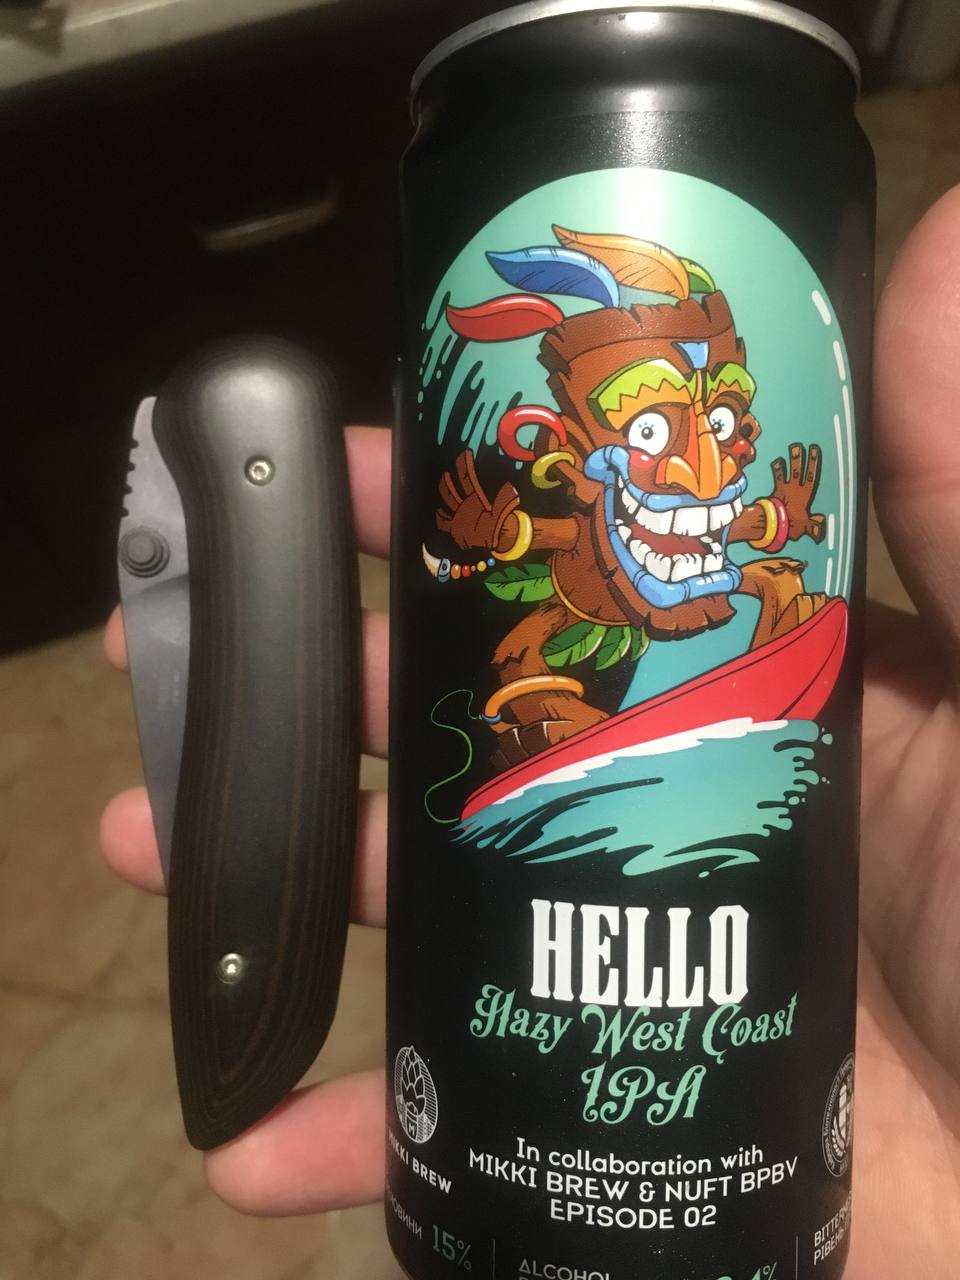 HELLO
Hazy West Coast
IPA
In collaboration with
MIKKI BREW & NUFT BPBV
EPISODE 02
MIKKI BREW
15%
ALCOHOL